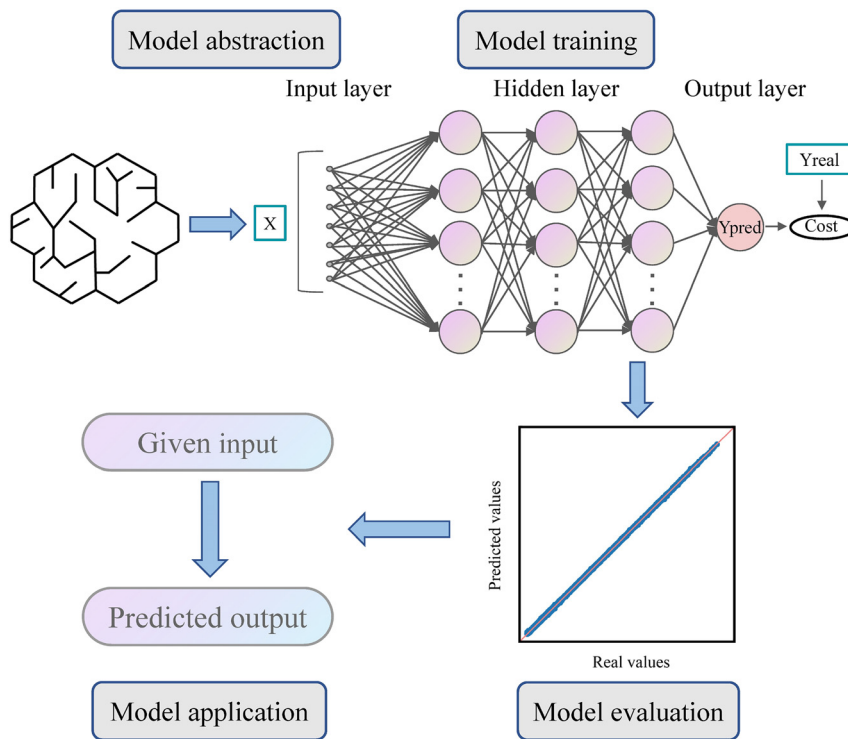 Model abstraction
Model training
Input layer
Hidden layer
Output layer
X
Yreal
Ypred
Cost
Given input
Predicted output
Predicted values
Real values
Model application
Model evaluation